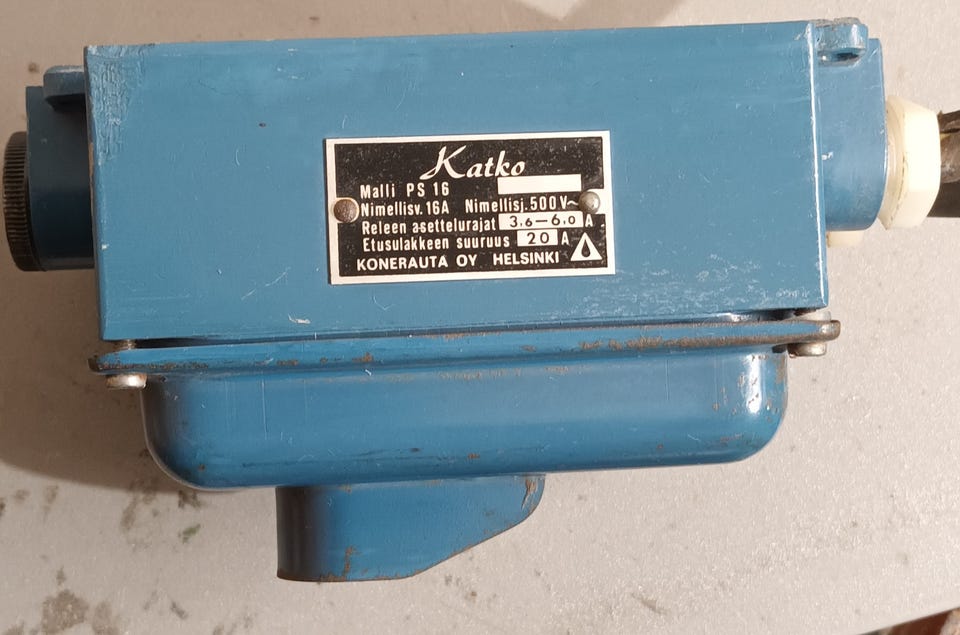 Katko
Malli PS 16
Nimellisv. 16A Nimellisj. 500 V~
Releen asettelurajat 3,6–6,0 A
Etusulakkeen suuruus 20 A
KONERAUTA OY HELSINKI